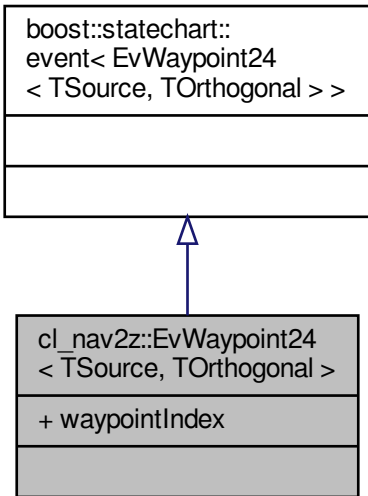 boost::statechart::
event< EvWaypoint24
< TSource, TOrthogonal > >
cl_nav2z::EvWaypoint24
< TSource, TOrthogonal >
+ waypointIndex